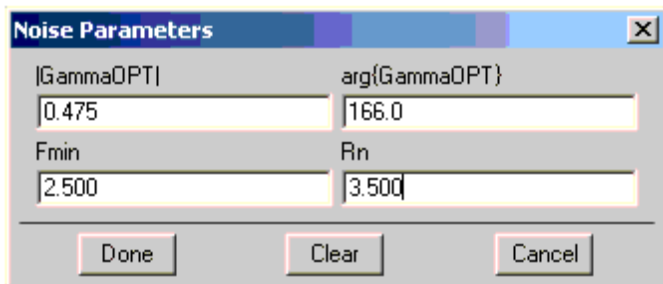 Noise Parameters
|GammaOPT| arg{GammaOPT}
0.475 166.0
Fmin Rn
2.500 3.500
Done Clear Cancel